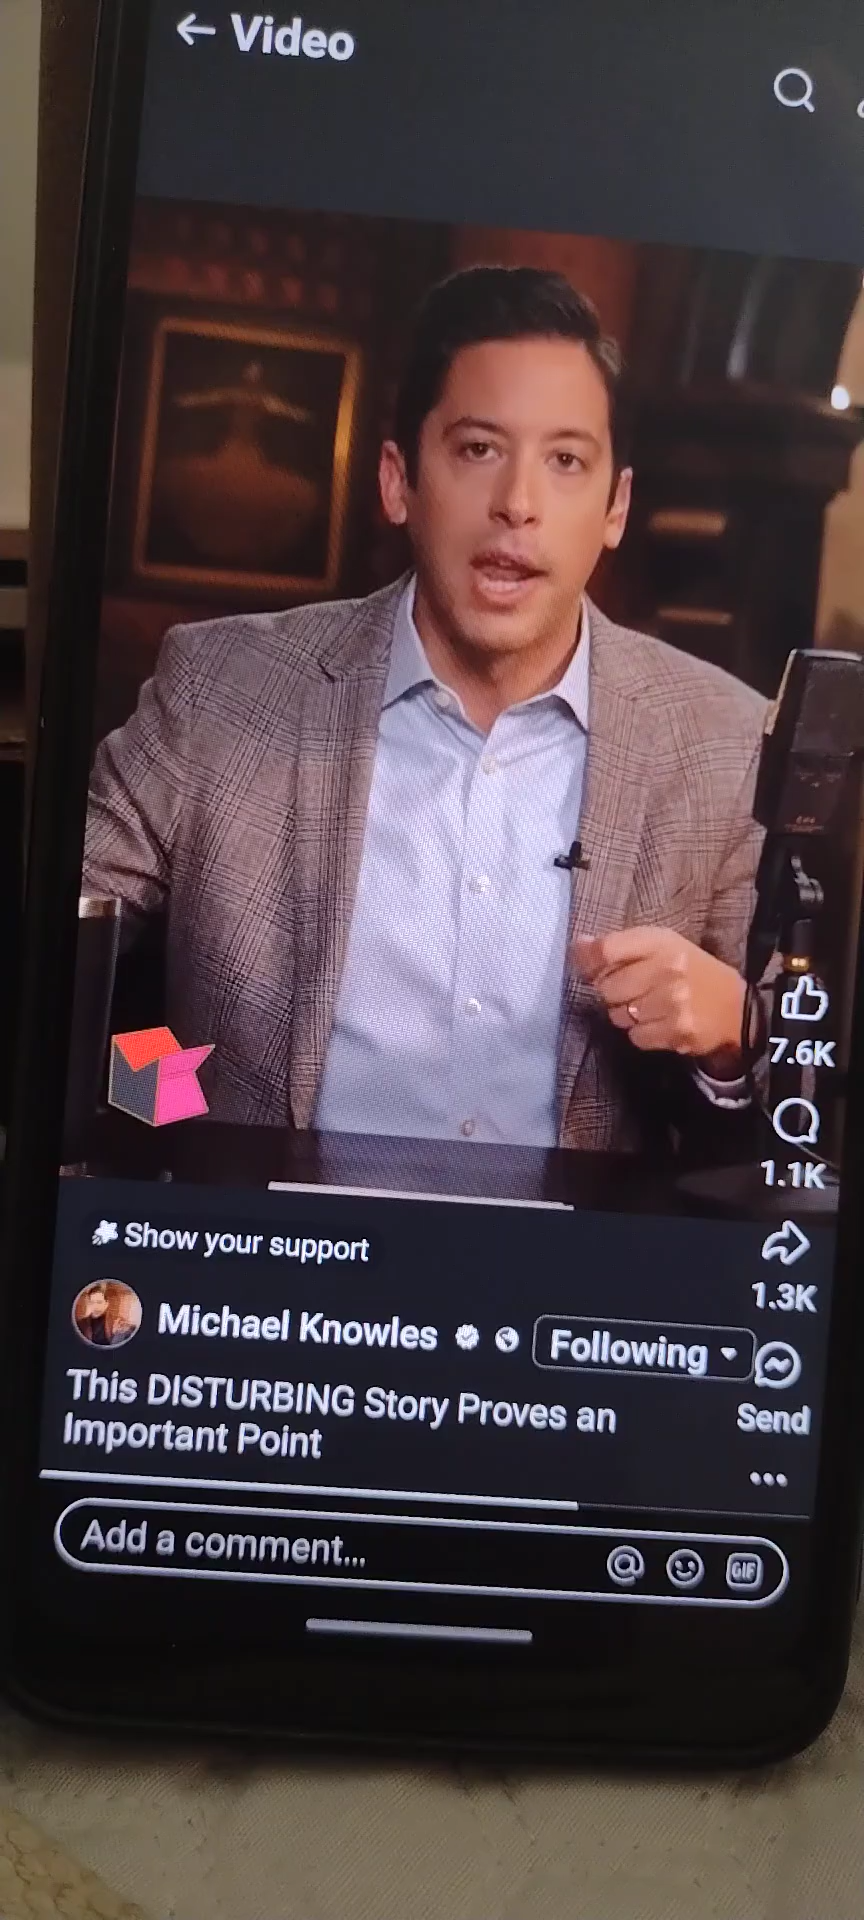 Video
7.6K
1.1K
Show your support
1.3K
Michael Knowles
Following
This DISTURBING Story Proves an
Important Point
Send
Add a comment...
GIF